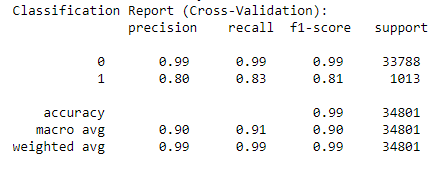 Classification Report (Cross-Validation):
precision recall f1-score support
0 0.99 0.99 0.99 33788
1 0.80 0.83 0.81 1013
accuracy 0.99 34801
macro avg 0.90 0.91 0.90 34801
weighted avg 0.99 0.99 0.99 34801